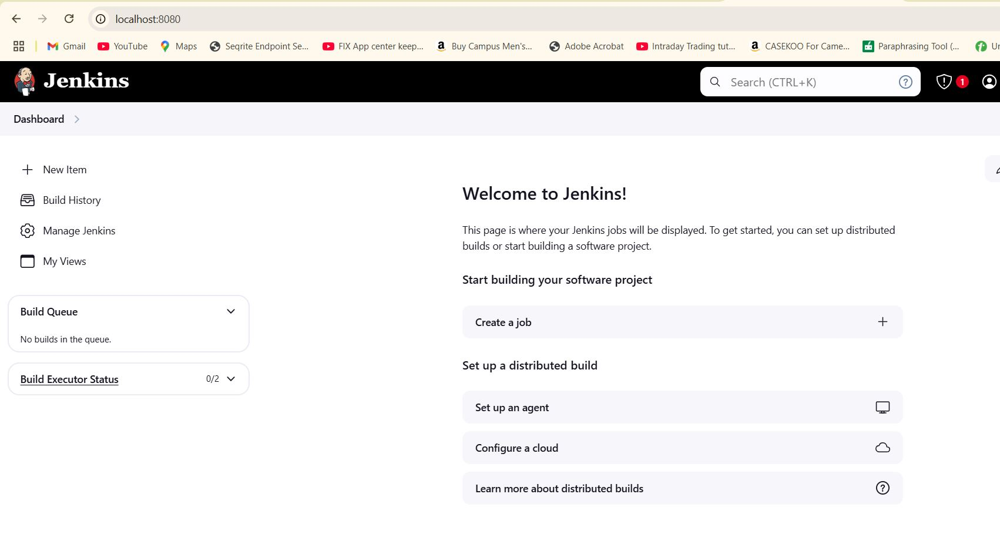 localhost:8080
Gmail
YouTube
Maps
Seqrite Endpoint Se...
FIX App center keep...
Buy Campus Men's...
Adobe Acrobat
Intraday Trading tut...
CASEKOO For Came...
Paraphrasing Tool (...
Jenkins
Search (CTRL+K)
1
Dashboard
New Item
Build History
Manage Jenkins
My Views
Build Queue
No builds in the queue.
Build Executor Status
0/2
Welcome to Jenkins!
This page is where your Jenkins jobs will be displayed. To get started, you can set up distributed
builds or start building a software project.
Start building your software project
Create a job
Set up a distributed build
Set up an agent
Configure a cloud
Learn more about distributed builds